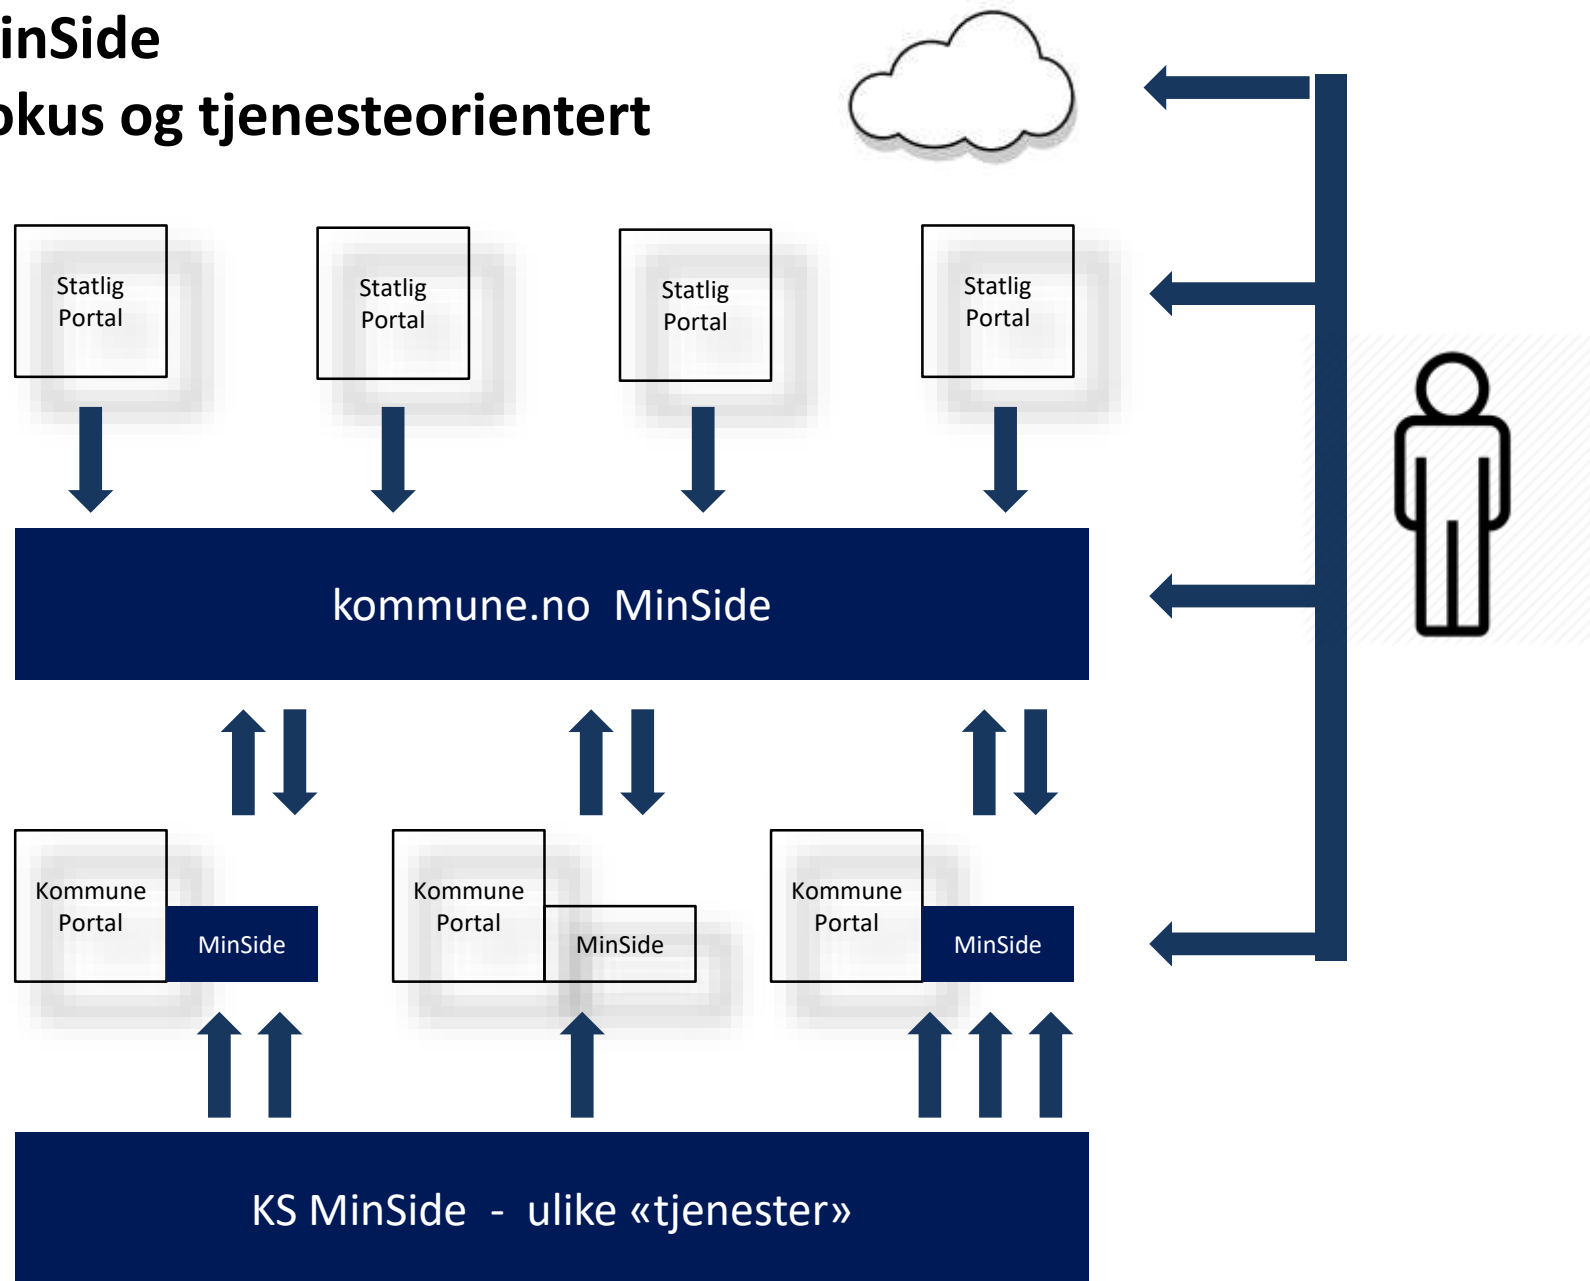 inSide
okus og tjenesteorientert
Statlig
Portal
Statlig
Portal
Statlig
Portal
Statlig
Portal
kommune.no MinSide
Kommune
Portal
MinSide
Kommune
Portal
MinSide
Kommune
Portal
MinSide
KS MinSide - ulike «tjenester»